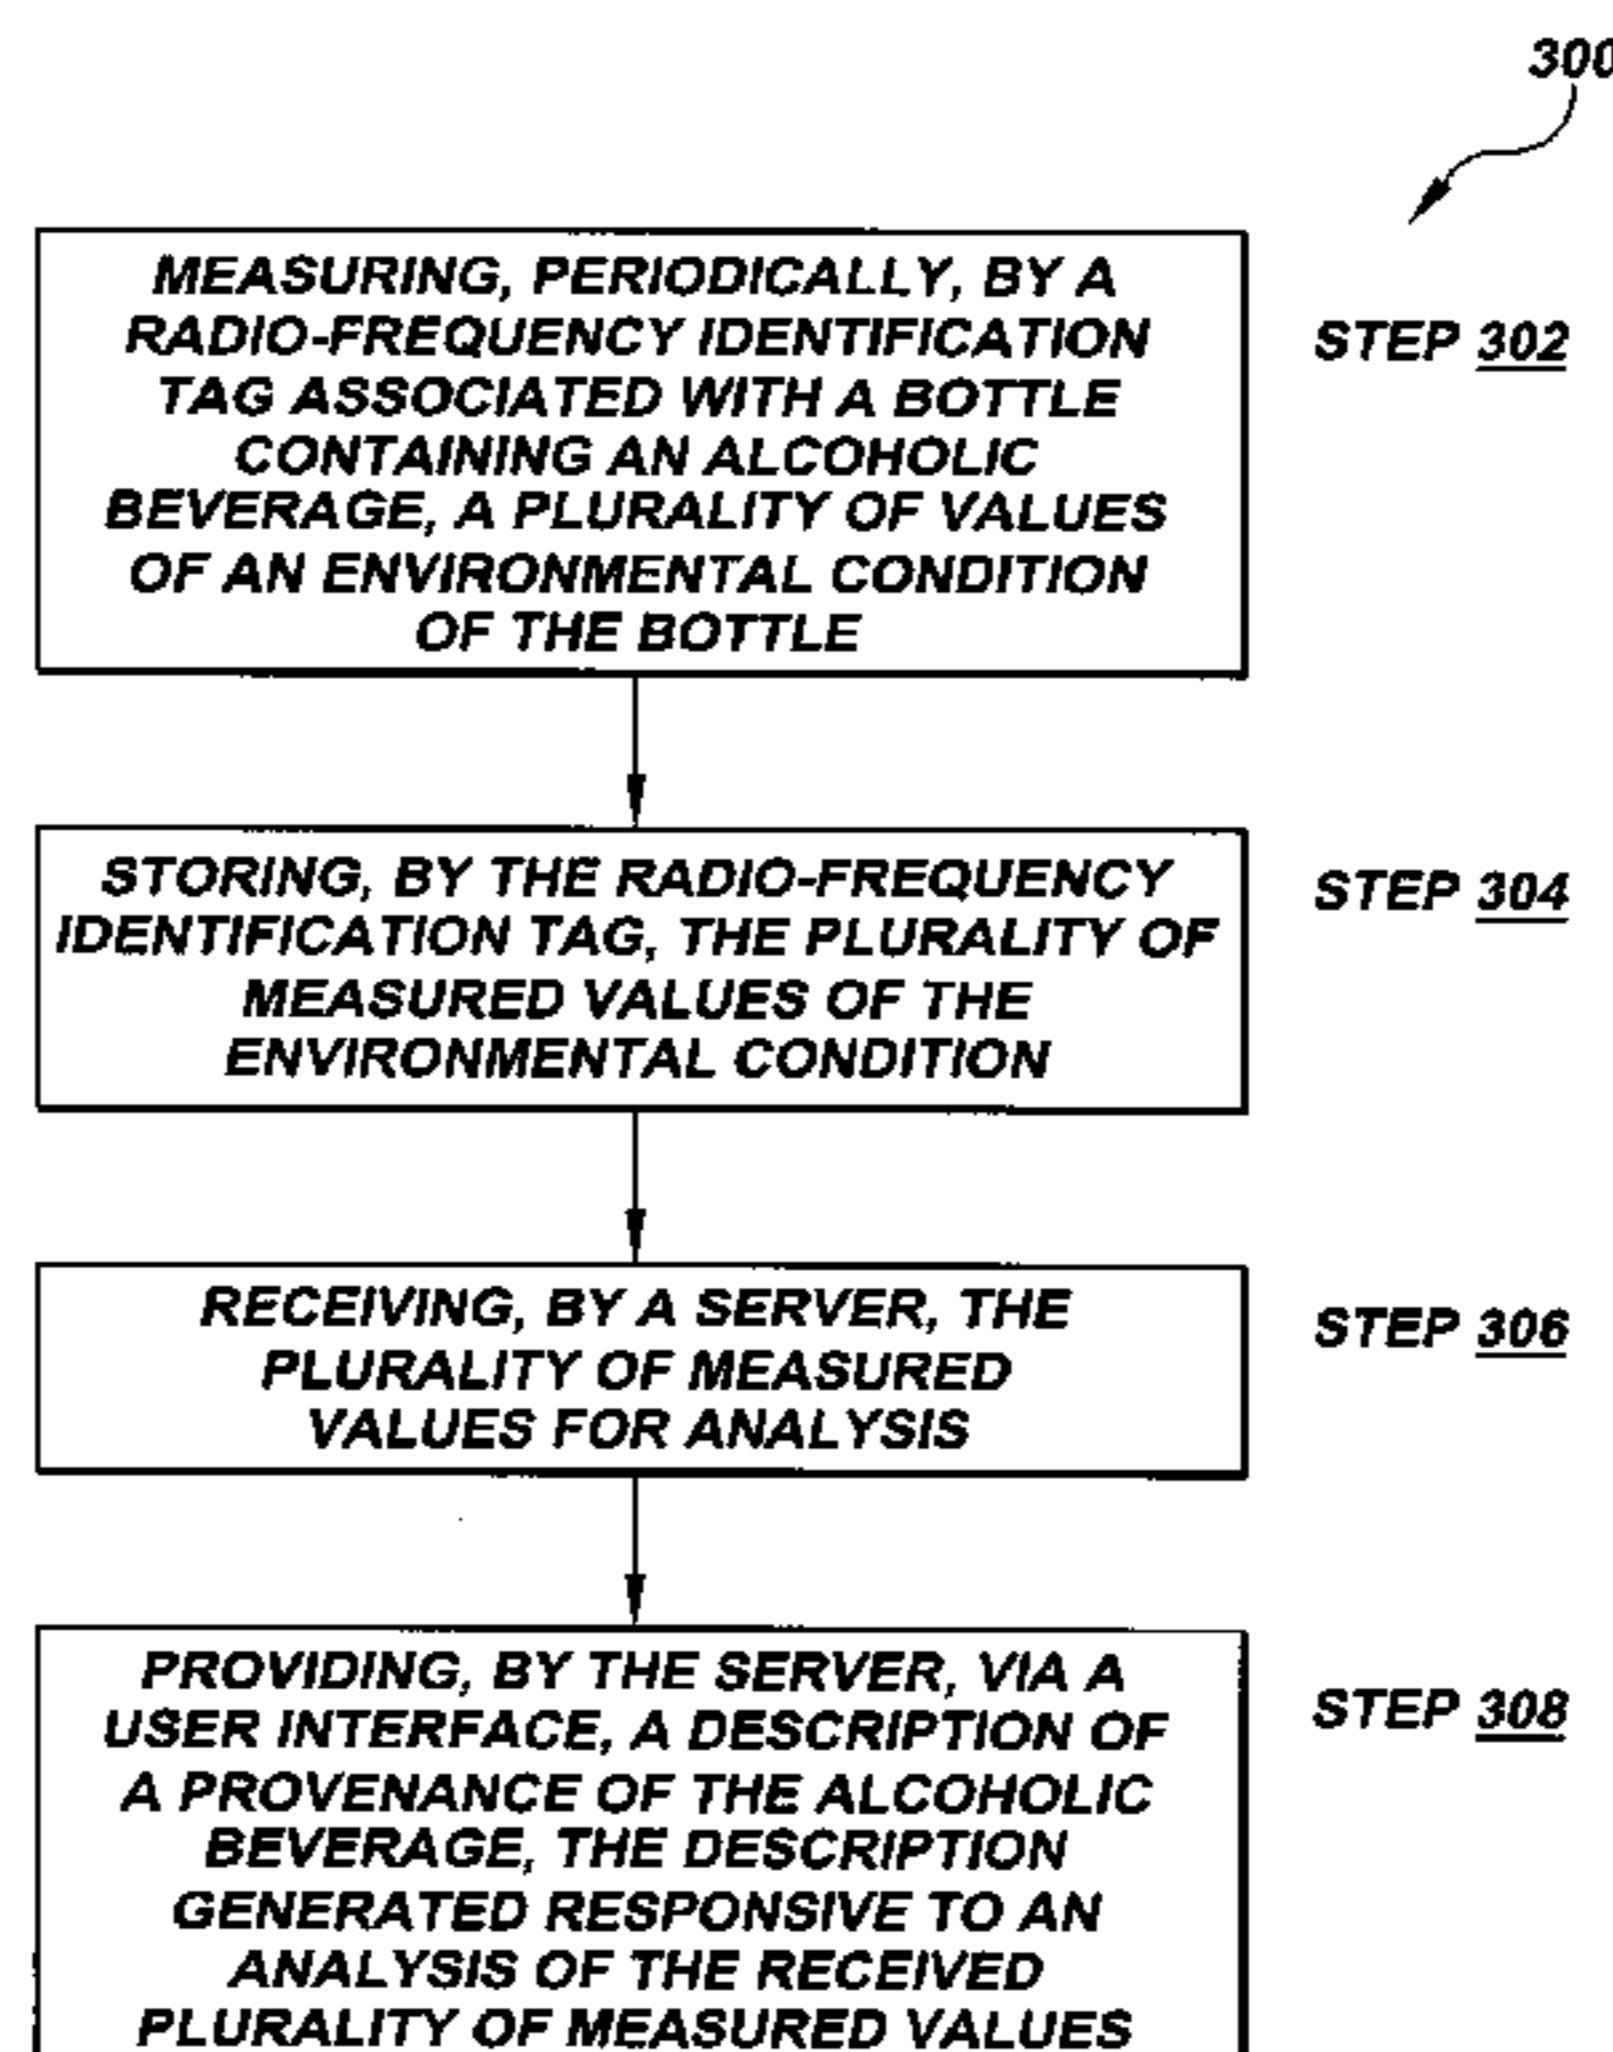 300
MEASURING, PERIODICALLY, BY A
RADIO-FREQUENCY IDENTIFICATION
TAG ASSOCIATED WITH A BOTTLE
CONTAINING AN ALCOHOLIC
BEVERAGE, A PLURALITY OF VALUES
OF AN ENVIRONMENTAL CONDITION
OF THE BOTTLE
STEP 302
STORING, BY THE RADIO-FREQUENCY
IDENTIFICATION TAG, THE PLURALITY OF
MEASURED VALUES OF THE
ENVIRONMENTAL CONDITION
STEP 304
RECEIVING, BY A SERVER, THE
PLURALITY OF MEASURED
VALUES FOR ANALYSIS
STEP 306
PROVIDING, BY THE SERVER, VIA A
USER INTERFACE, A DESCRIPTION OF
A PROVENANCE OF THE ALCOHOLIC
BEVERAGE, THE DESCRIPTION
GENERATED RESPONSIVE TO AN
ANALYSIS OF THE RECEIVED
PLURALITY OF MEASURED VALUES
STEP 308